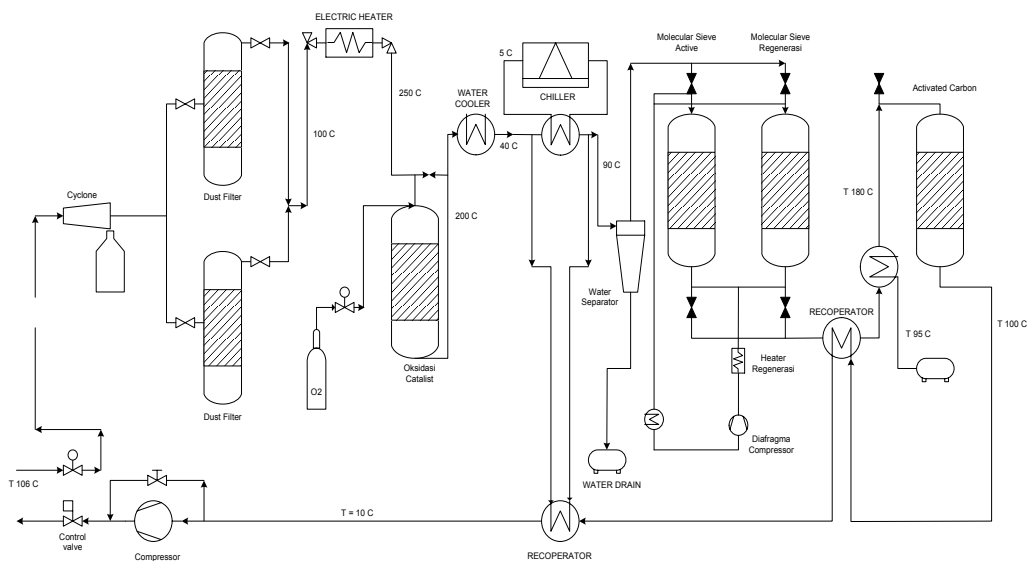 ELECTRIC HEATER
Molecular Sieve
Active
Molecular Sieve
Regenerasi
5 C
CHILLER
WATER
COOLER
Activated Carbon
250 C
100 C
40 C
90 C
Cyclone
Dust Filter
T 180 C
200 C
Water
Separator
RECOPERATOR
T 100 C
T 95 C
Heater
Regenerasi
Oksidasi
Catalist
O2
Dust Filter
Diafragma
Compressor
T 106 C
WATER DRAIN
T = 10 C
Control
valve
Compressor
RECOPERATOR